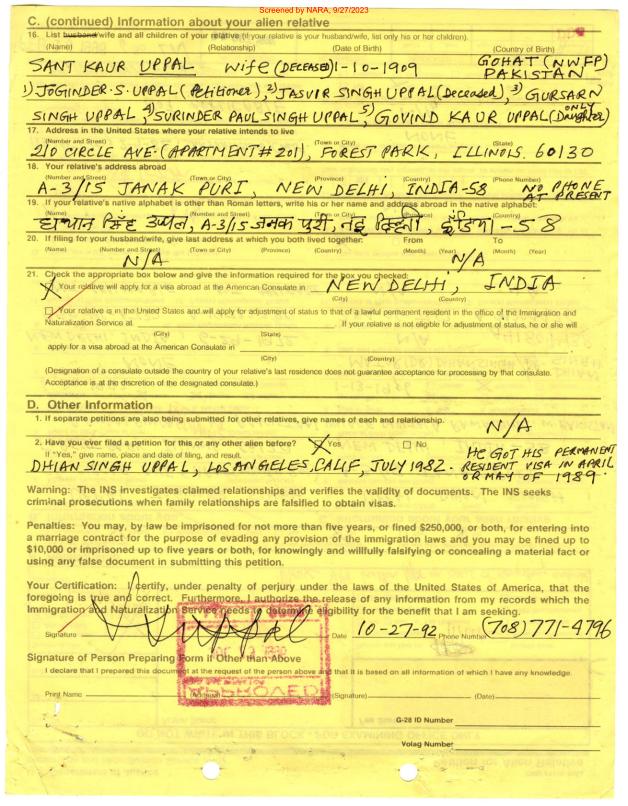 Screened by NARA, 9/27/2023
C. (continued) Information about your alien relative
16. List husband/wife and all children of your relative (if your relative is your husband/wife, list only his or her children).
(Name) (Relationship) (Date of Birth) (Country of Birth)
SANT KAUR UPPAL Wife (DECEASED) 1-10-1909 GOHAT (NWFP) PAKISTAN
1) JOGINDER·S·UPPAL (Petitioner), 2) JASVIR SINGH UPPAL (Deceased), 3) GURSARN
SINGH UPPAL, 4) SURINDER PAUL SINGH UPPAL, 5) GOVIND KAUR UPPAL (ONLY Daughter)
17. Address in the United States where your relative intends to live
(Number and Street) (Town or City) (State)
210 CIRCLE AVE. (APARTMENT # 201), FOREST PARK, ILLINOIS. 60130
18. Your relative's address abroad
(Number and Street) (Town or City) (Province) (Country) (Phone Number)
A-3/15 JANAK PURI, NEW DELHI, INDIA-58 NO PHONE AT PRESENT
19. If your relative's native alphabet is other than Roman letters, write his or her name and address abroad in the native alphabet:
(Name) (Number and Street) (Town or City) (Province) (Country)
सिंह उप्पल, A-3/15 जनक पुरी, नई दिल्ली, इंडिया - 58
20. If filing for your husband/wife, give last address at which you both lived together: From To
(Name) (Number and Street) (Town or City) (Province) (Country) (Month) (Year) (Month) (Year)
N/A N/A
21. Check the appropriate box below and give the information required for the box you checked:
Your relative will apply for a visa abroad at the American Consulate in NEW DELHI, INDIA
(City) (Country)
Your relative is in the United States and will apply for adjustment of status to that of a lawful permanent resident in the office of the Immigration and
Naturalization Service at . If your relative is not eligible for adjustment of status, he or she will
(City) (State)
apply for a visa abroad at the American Consulate in
(City) (Country)
(Designation of a consulate outside the country of your relative's last residence does not guarantee acceptance for processing by that consulate.
Acceptance is at the discretion of the designated consulate.)
D. Other Information
1. If separate petitions are also being submitted for other relatives, give names of each and relationship.
N/A
2. Have you ever filed a petition for this or any other alien before? Yes No
If "Yes," give name, place and date of filing, and result.
DHIAN SINGH UPPAL, LOS ANGELES, CALIF, JULY 1982. HE GOT HIS PERMANENT RESIDENT VISA IN APRIL OR MAY OF 1989.
Warning: The INS investigates claimed relationships and verifies the validity of documents. The INS seeks
criminal prosecutions when family relationships are falsified to obtain visas.
Penalties: You may, by law be imprisoned for not more than five years, or fined $250,000, or both, for entering into
a marriage contract for the purpose of evading any provision of the immigration laws and you may be fined up to
$10,000 or imprisoned up to five years or both, for knowingly and willfully falsifying or concealing a material fact or
using any false document in submitting this petition.
Your Certification: I certify, under penalty of perjury under the laws of the United States of America, that the
foregoing is true and correct. Furthermore, I authorize the release of any information from my records which the
Immigration and Naturalization Service needs to determine eligibility for the benefit that I am seeking.
Signature Date 10-27-92 Phone Number (708) 771-4796
Signature of Person Preparing Form if Other than Above
I declare that I prepared this document at the request of the person above and that it is based on all information of which I have any knowledge.
APPROVED
Print Name (Address) (Signature) (Date)
G-28 ID Number
Volag Number